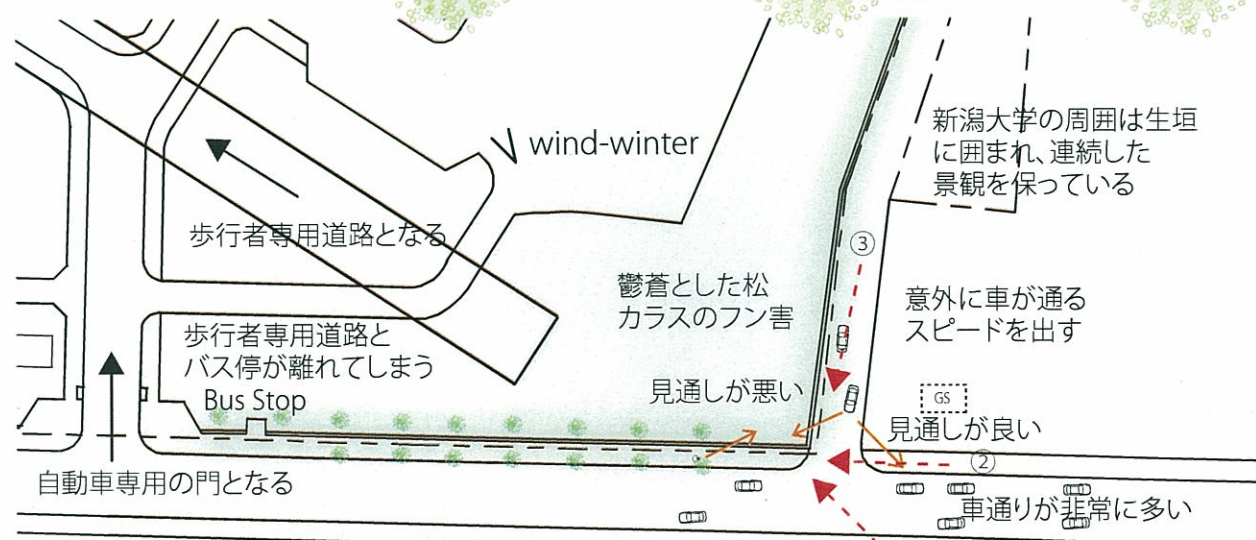 wind-winter
新潟大学の周囲は生垣
に囲まれ、連続した
景観を保っている
歩行者専用道路となる
③
鬱蒼とした松
カラスのフン害
意外に車が通る
スピードを出す
歩行者専用道路と
バス停が離れてしまう
Bus Stop
見通しが悪い
GS
見通しが良い
②
自動車専用の門となる
車通りが非常に多い